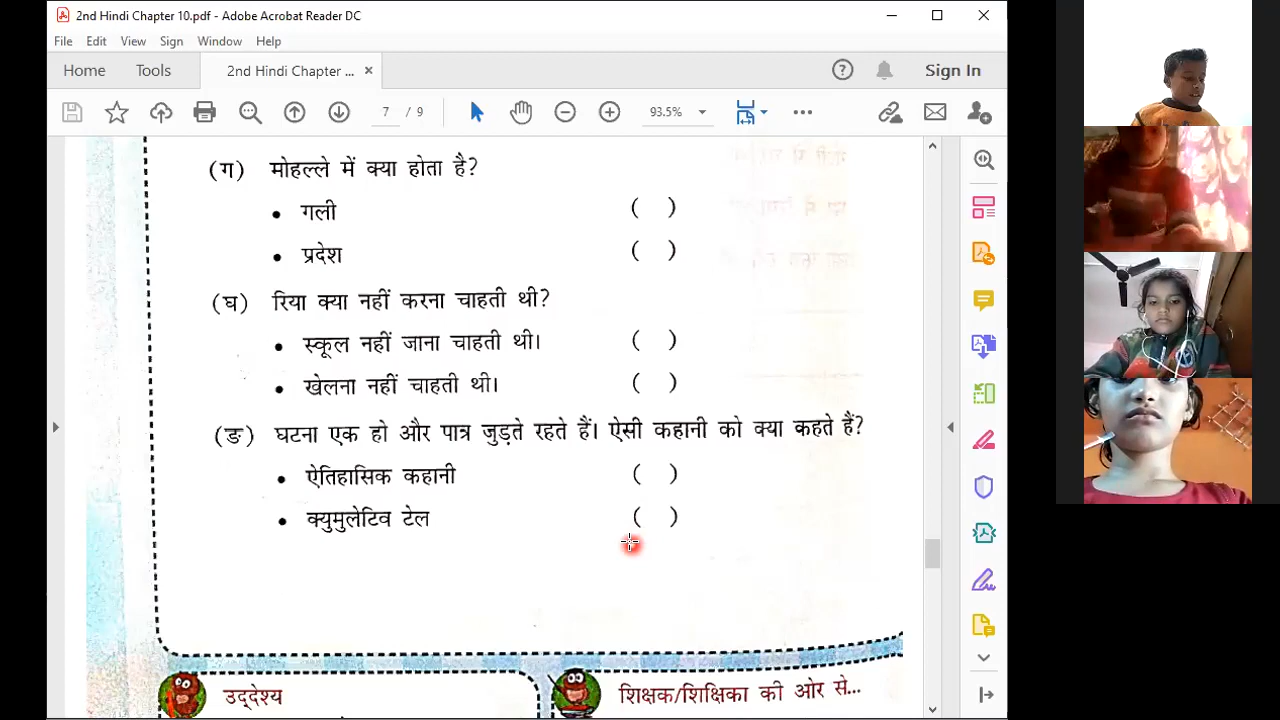 2nd Hindi Chapter 10.pdf - Adobe Acrobat Reader DC
File Edit View Sign Window Help
Home Tools 2nd Hindi Chapter ... Sign In
7 / 9 93.5%
(ग) मोहल्ले में क्या होता है?
• गली ( )
• प्रदेश ( )
(घ) रिया क्या नहीं करना चाहती थी?
• स्कूल नहीं जाना चाहती थी। ( )
• खेलना नहीं चाहती थी। ( )
(ङ) घटना एक हो और पात्र जुड़ते रहते हैं। ऐसी कहानी को क्या कहते हैं?
• ऐतिहासिक कहानी ( )
• क्युमुलेटिव टेल ( )
उद्देश्य
शिक्षक/शिक्षिका की ओर से...